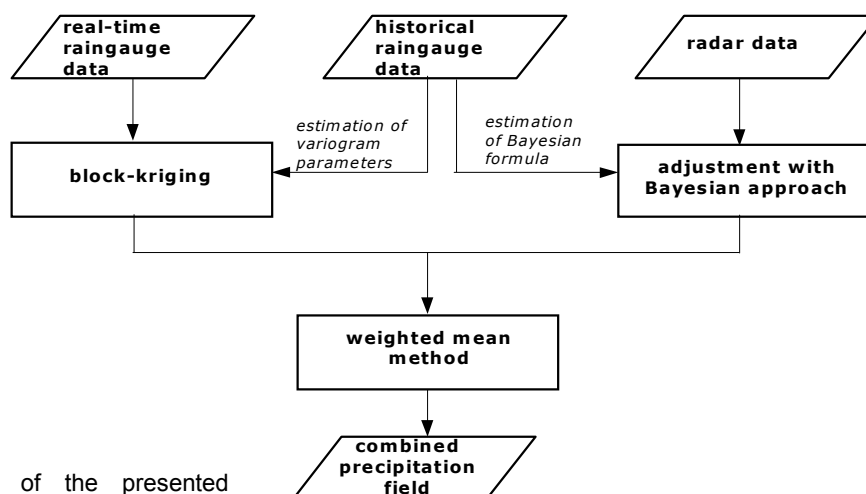 real-time
raingauge
data
historical
raingauge
data
radar data
estimation of
variogram
parameters
estimation
of Bayesian
formula
block-kriging
adjustment with
Bayesian approach
weighted mean
method
combined
precipitation
field
of the presented